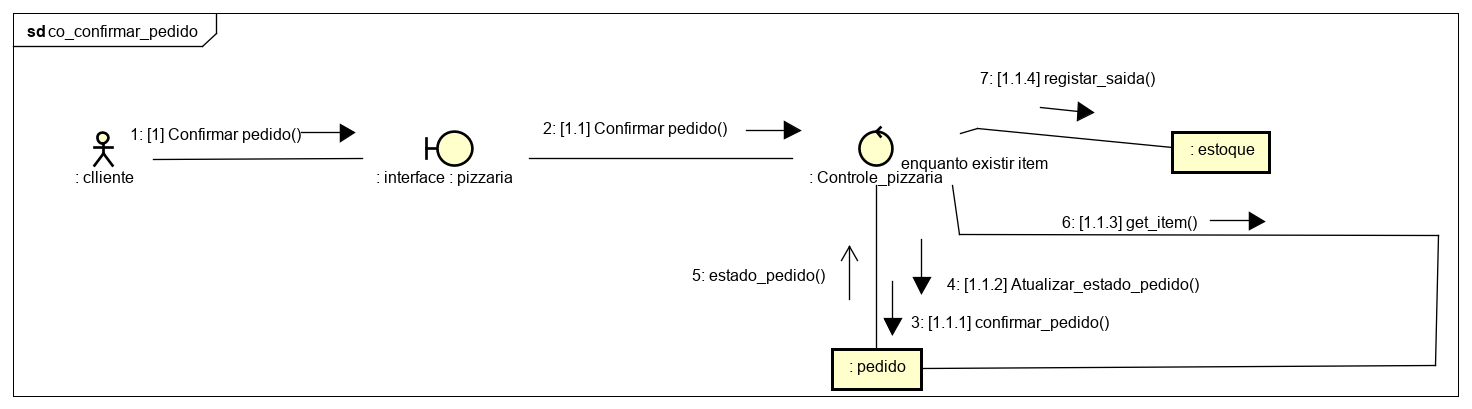 sd co_confirmar_pedido
7: [1.1.4] registar_saida()
1: [1] Confirmar pedido()
2: [1.1] Confirmar pedido()
: estoque
enquanto existir item
: clliente
: interface : pizzaria
: Controle_pizzaria
6: [1.1.3] get_item()
5: estado_pedido()
4: [1.1.2] Atualizar_estado_pedido()
3: [1.1.1] confirmar_pedido()
: pedido